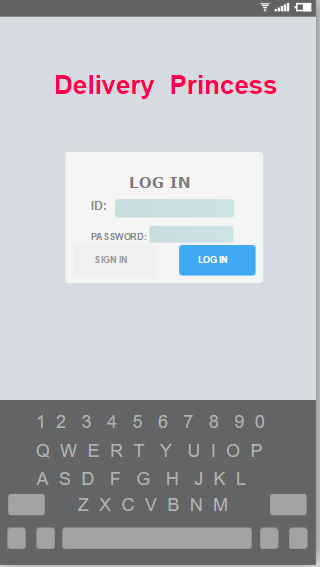 Delivery Princess
LOG IN
ID:
PASSWORD:
SIGN IN LOG IN
1 2 3 4 5 6 7 8 9 0
Q W E R T Y U I O P
A S D F G H J K L
Z X C V B N M